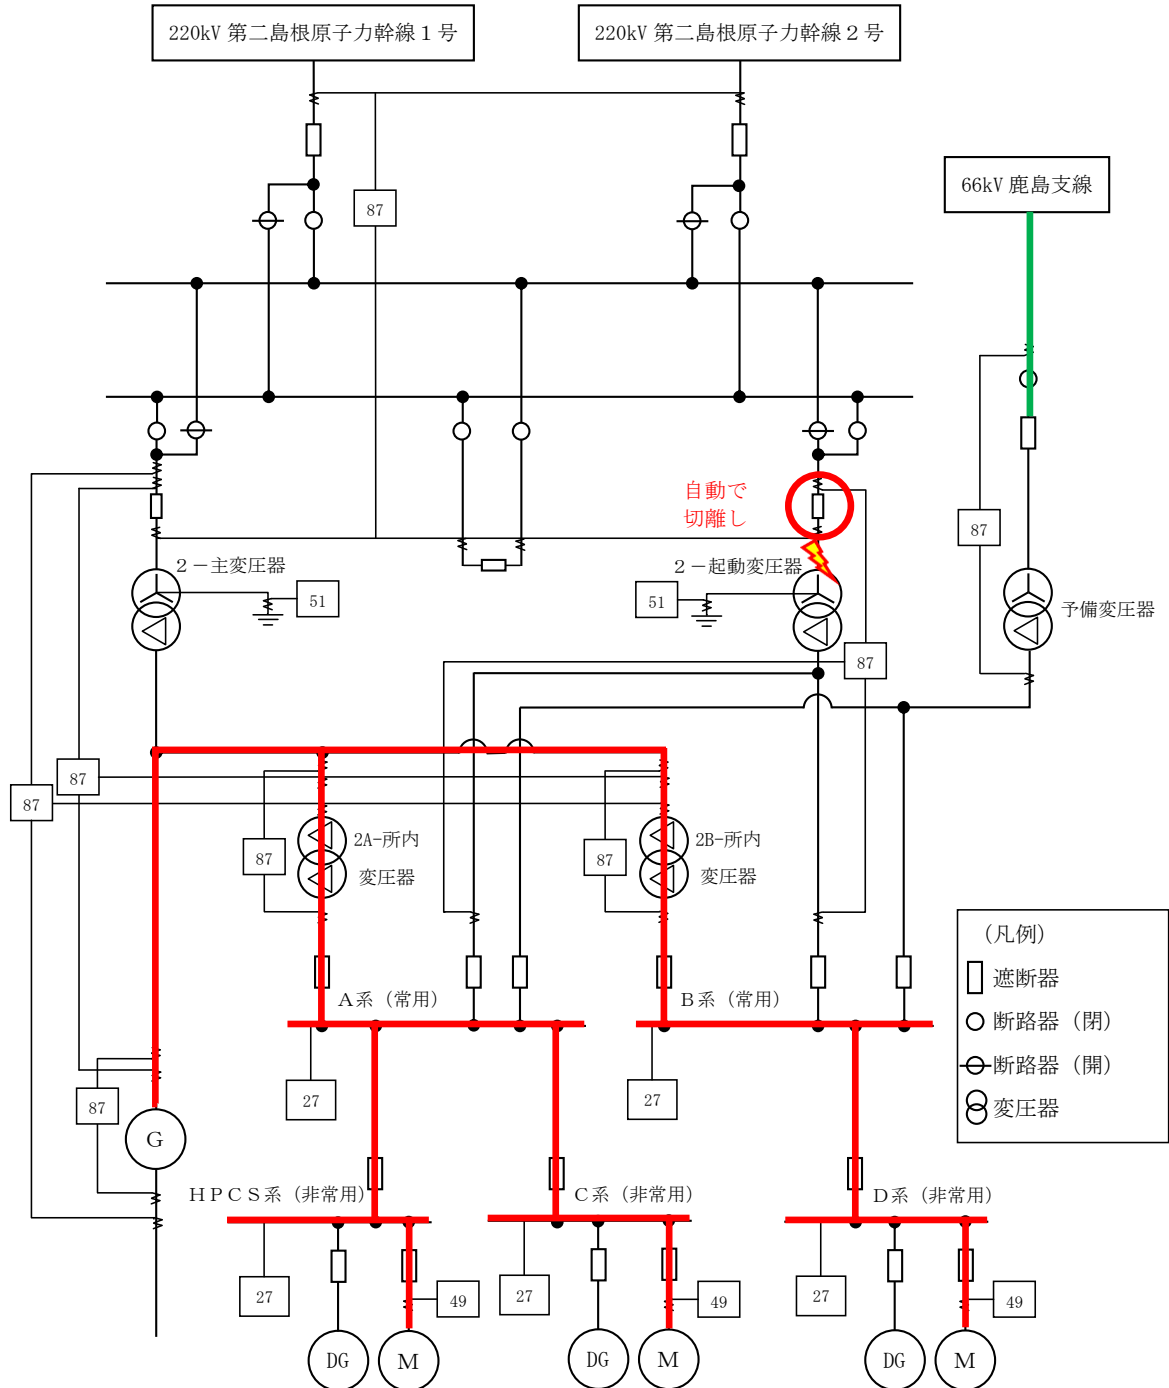 220kV 第二島根原子力幹線１号
220kV 第二島根原子力幹線２号
66kV 鹿島支線
87
自動で
切離し
87
２－主変圧器
51
２－起動変圧器
51
予備変圧器
87
87
87
2A-所内
変圧器
87
2B-所内
変圧器
87
（凡例）
遮断器
断路器（閉）
断路器（開）
変圧器
Ａ系（常用）
Ｂ系（常用）
27
27
87
G
ＨＰＣＳ系（非常用）
Ｃ系（非常用）
Ｄ系（非常用）
27
49
27
49
27
49
DG
M
DG
M
DG
M